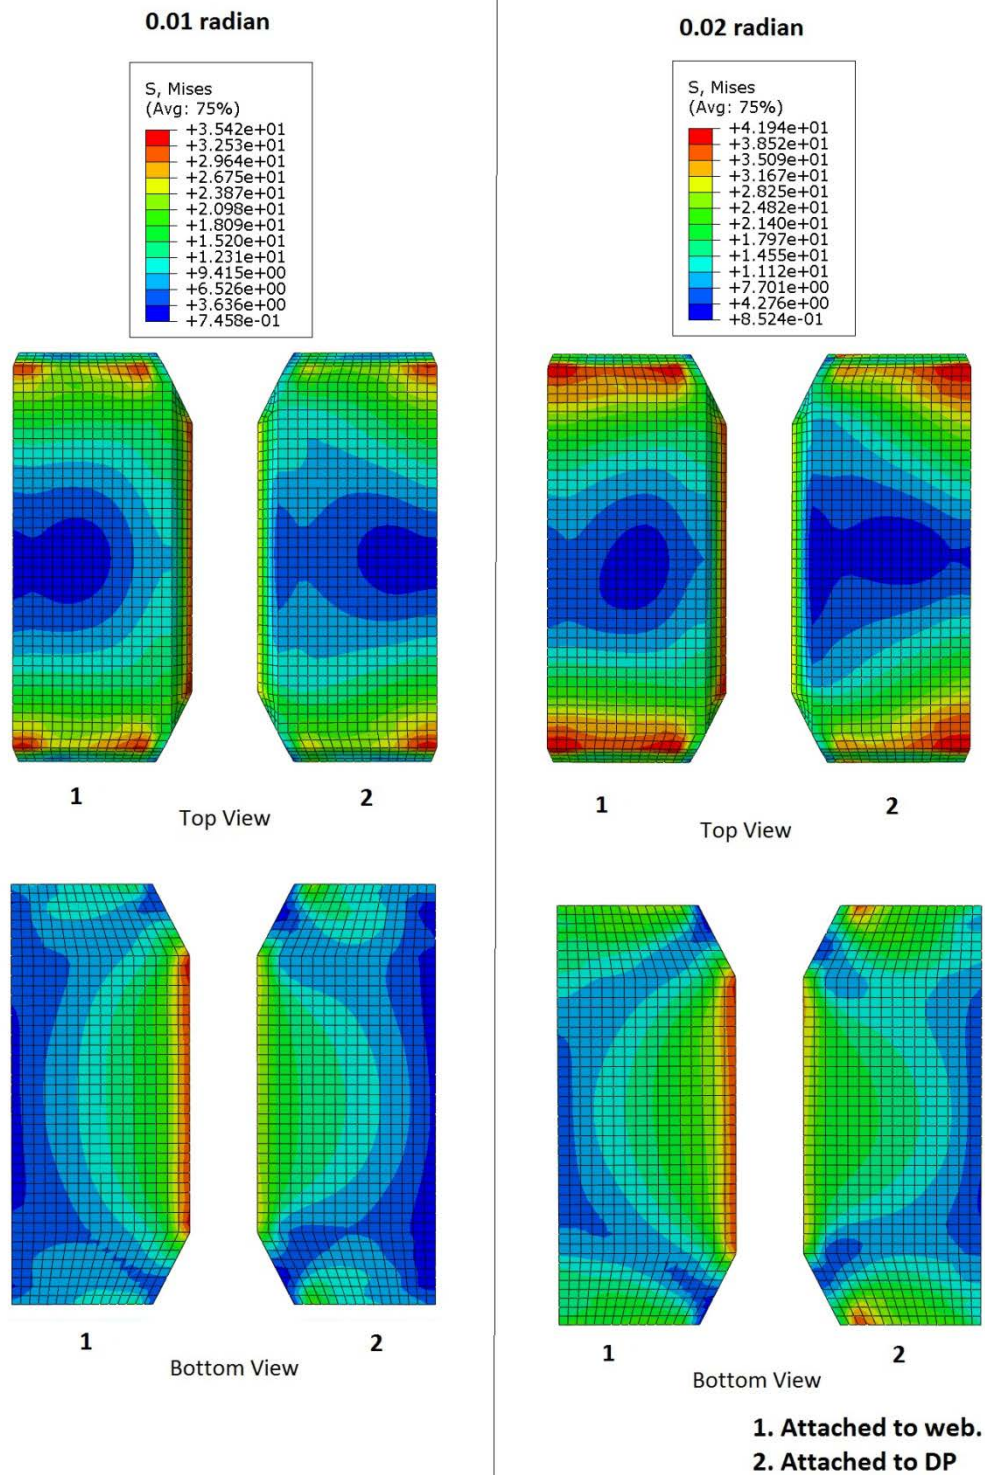 0.01 radian
S, Mises
(Avg: 75%)
+3.542e+01
+3.253e+01
+2.964e+01
+2.675e+01
+2.387e+01
+2.098e+01
+1.809e+01
+1.520e+01
+1.231e+01
+9.415e+00
+6.526e+00
+3.636e+00
+7.458e-01
1
2
Top View
1
2
Bottom View
0.02 radian
S, Mises
(Avg: 75%)
+4.194e+01
+3.852e+01
+3.509e+01
+3.167e+01
+2.825e+01
+2.482e+01
+2.140e+01
+1.797e+01
+1.455e+01
+1.112e+01
+7.701e+00
+4.276e+00
+8.524e-01
1
2
Top View
1
2
Bottom View
1. Attached to web.
2. Attached to DP